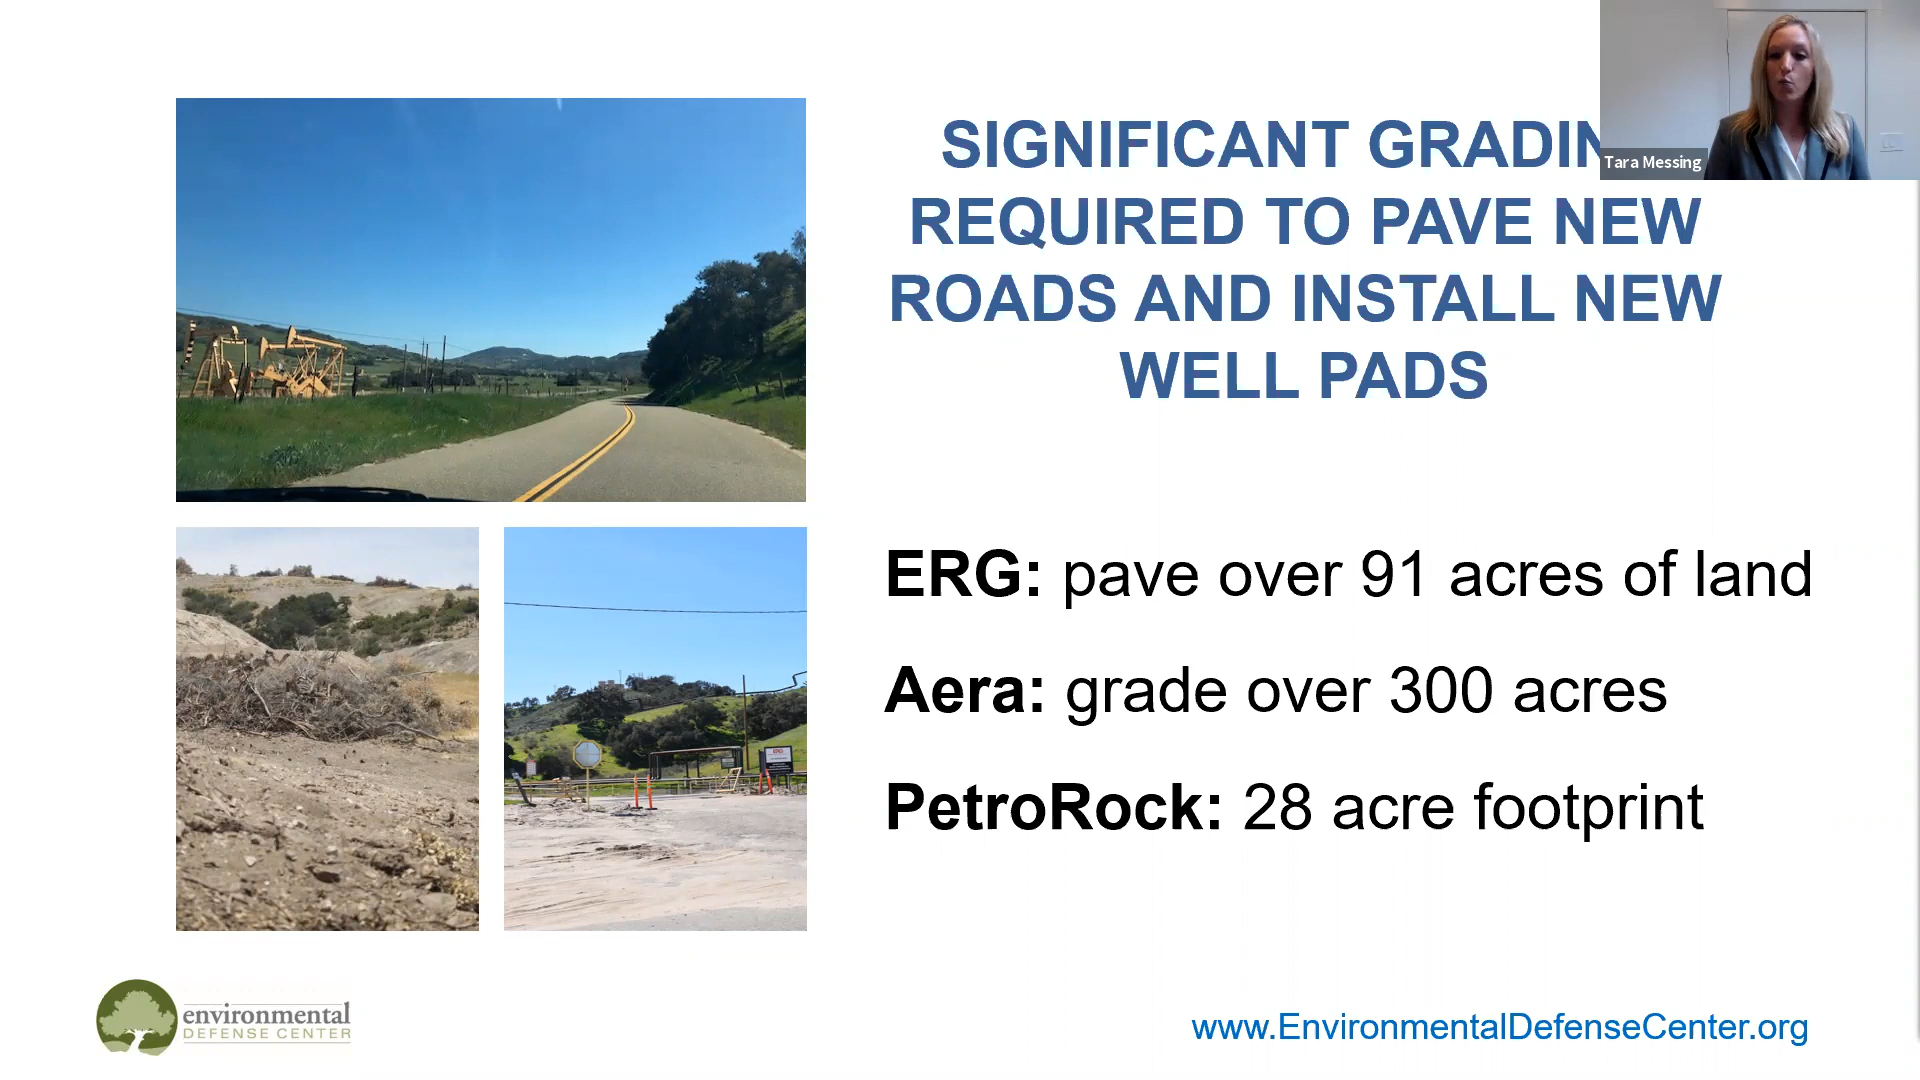 SIGNIFICANT GRADIN
REQUIRED TO PAVE NEW
ROADS AND INSTALL NEW
WELL PADS
Tara Messing
ERG: pave over 91 acres of land
Aera: grade over 300 acres
PetroRock: 28 acre footprint
environmental
DEFENSE CENTER
www.EnvironmentalDefenseCenter.org